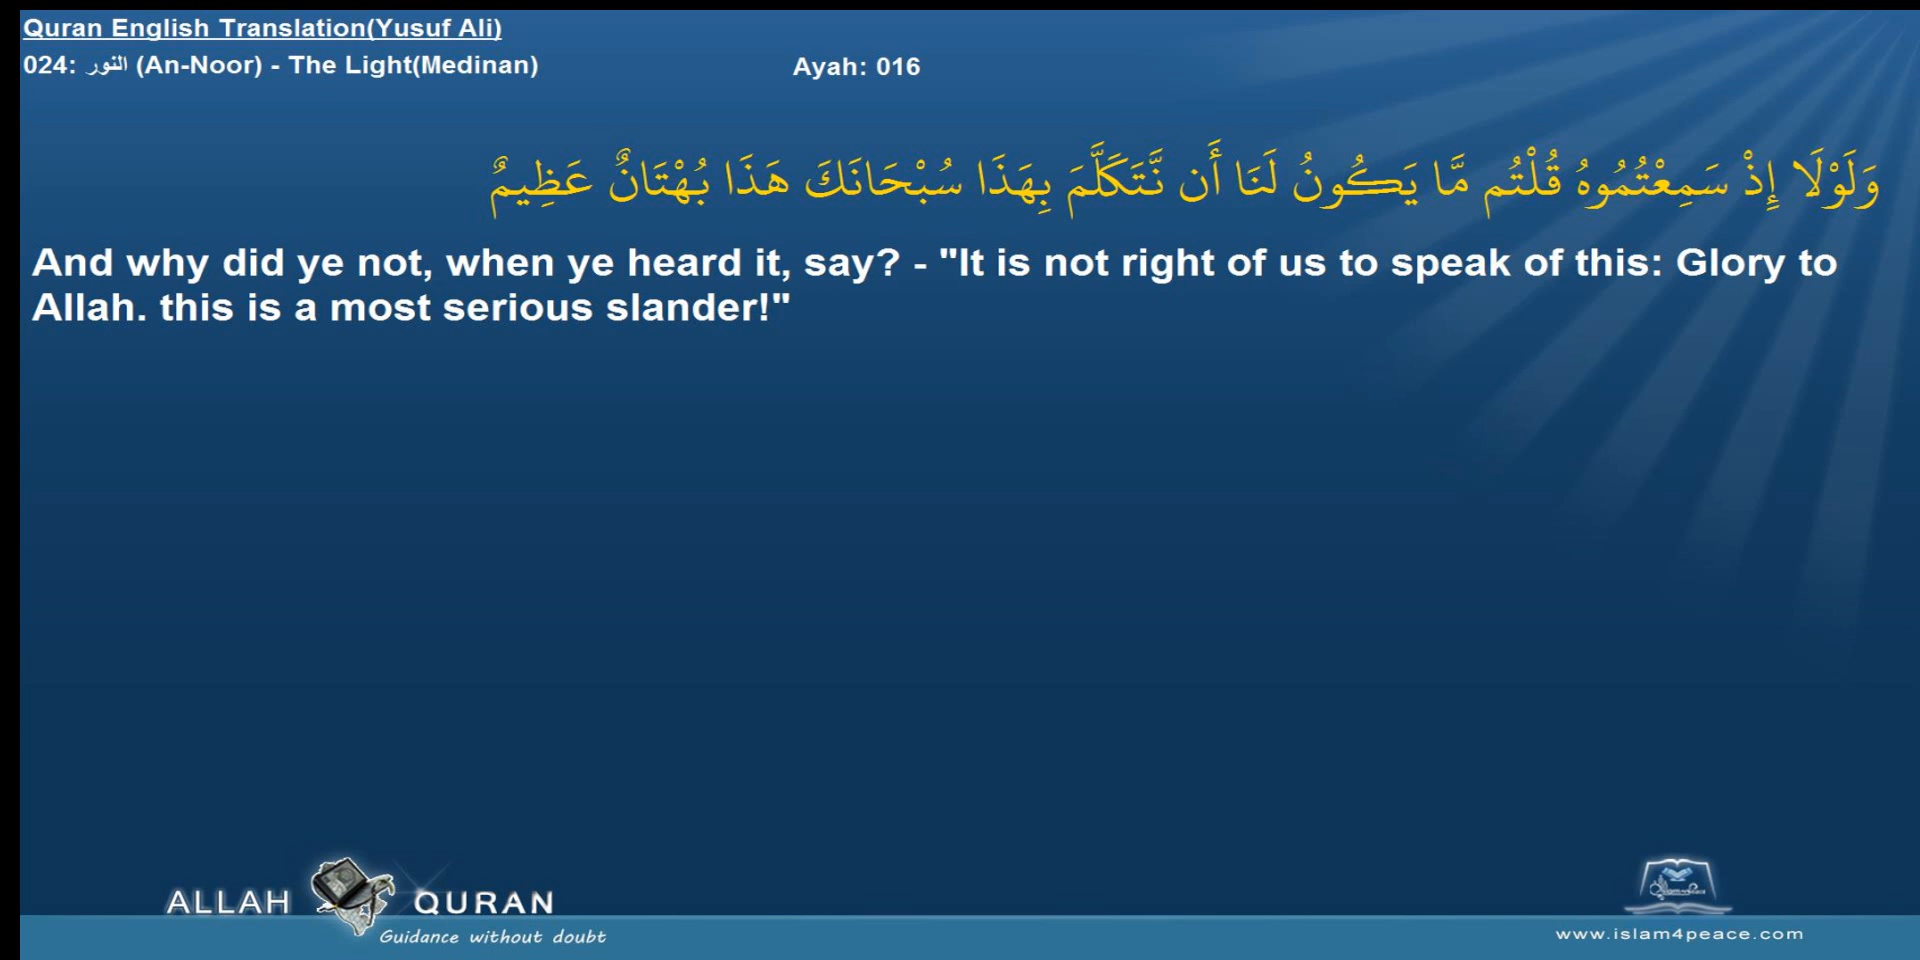 Quran English Translation(Yusuf Ali)
024: النور (An-Noor) - The Light(Medinan) Ayah: 016
وَلَوْلَا إِذْ سَمِعْتُمُوهُ قُلْتُم مَّا يَكُونُ لَنَا أَن نَّتَكَلَّمَ بِهَذَا سُبْحَانَكَ هَذَا بُهْتَانٌ عَظِيمٌ
And why did ye not, when ye heard it, say? - "It is not right of us to speak of this: Glory to
Allah. this is a most serious slander!"
ALLAH QURAN
Guidance without doubt
www.islam4peace.com